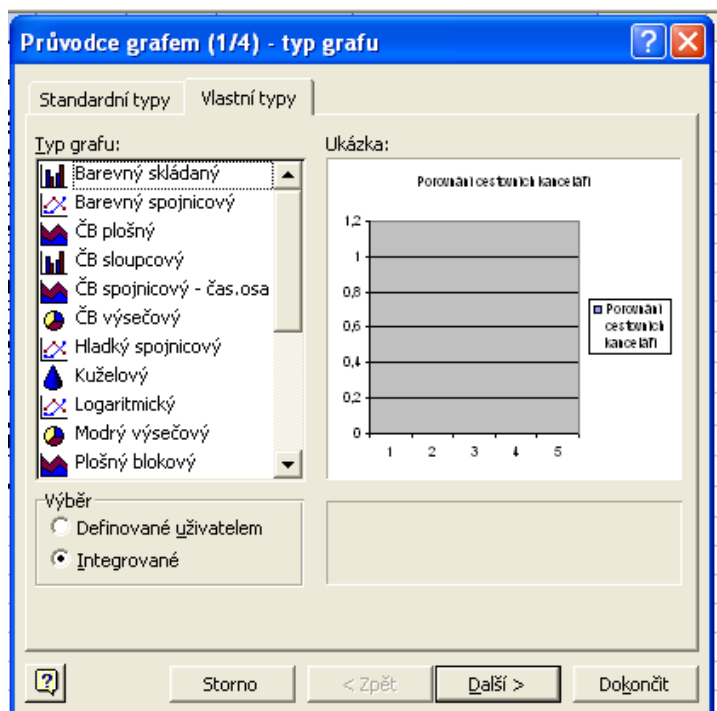 Průvodce grafem (1/4) - typ grafu
Standardní typy
Vlastní typy
Typ grafu:
Barevný skládaný
Barevný spojnicový
ČB plošný
ČB sloupcový
ČB spojnicový - čas.osa
ČB výsečový
Hladký spojnicový
Kuželový
Logaritmický
Modrý výsečový
Plošný blokový
Výběr
Definované uživatelem
Integrované
Ukázka:
Porovnání cestovních kanceláří
1,2
1
0,8
0,6
0,4
0,2
0
1 2 3 4 5
Porovnání
cestovních
kanceláří
Storno
< Zpět
Další >
Dokončit